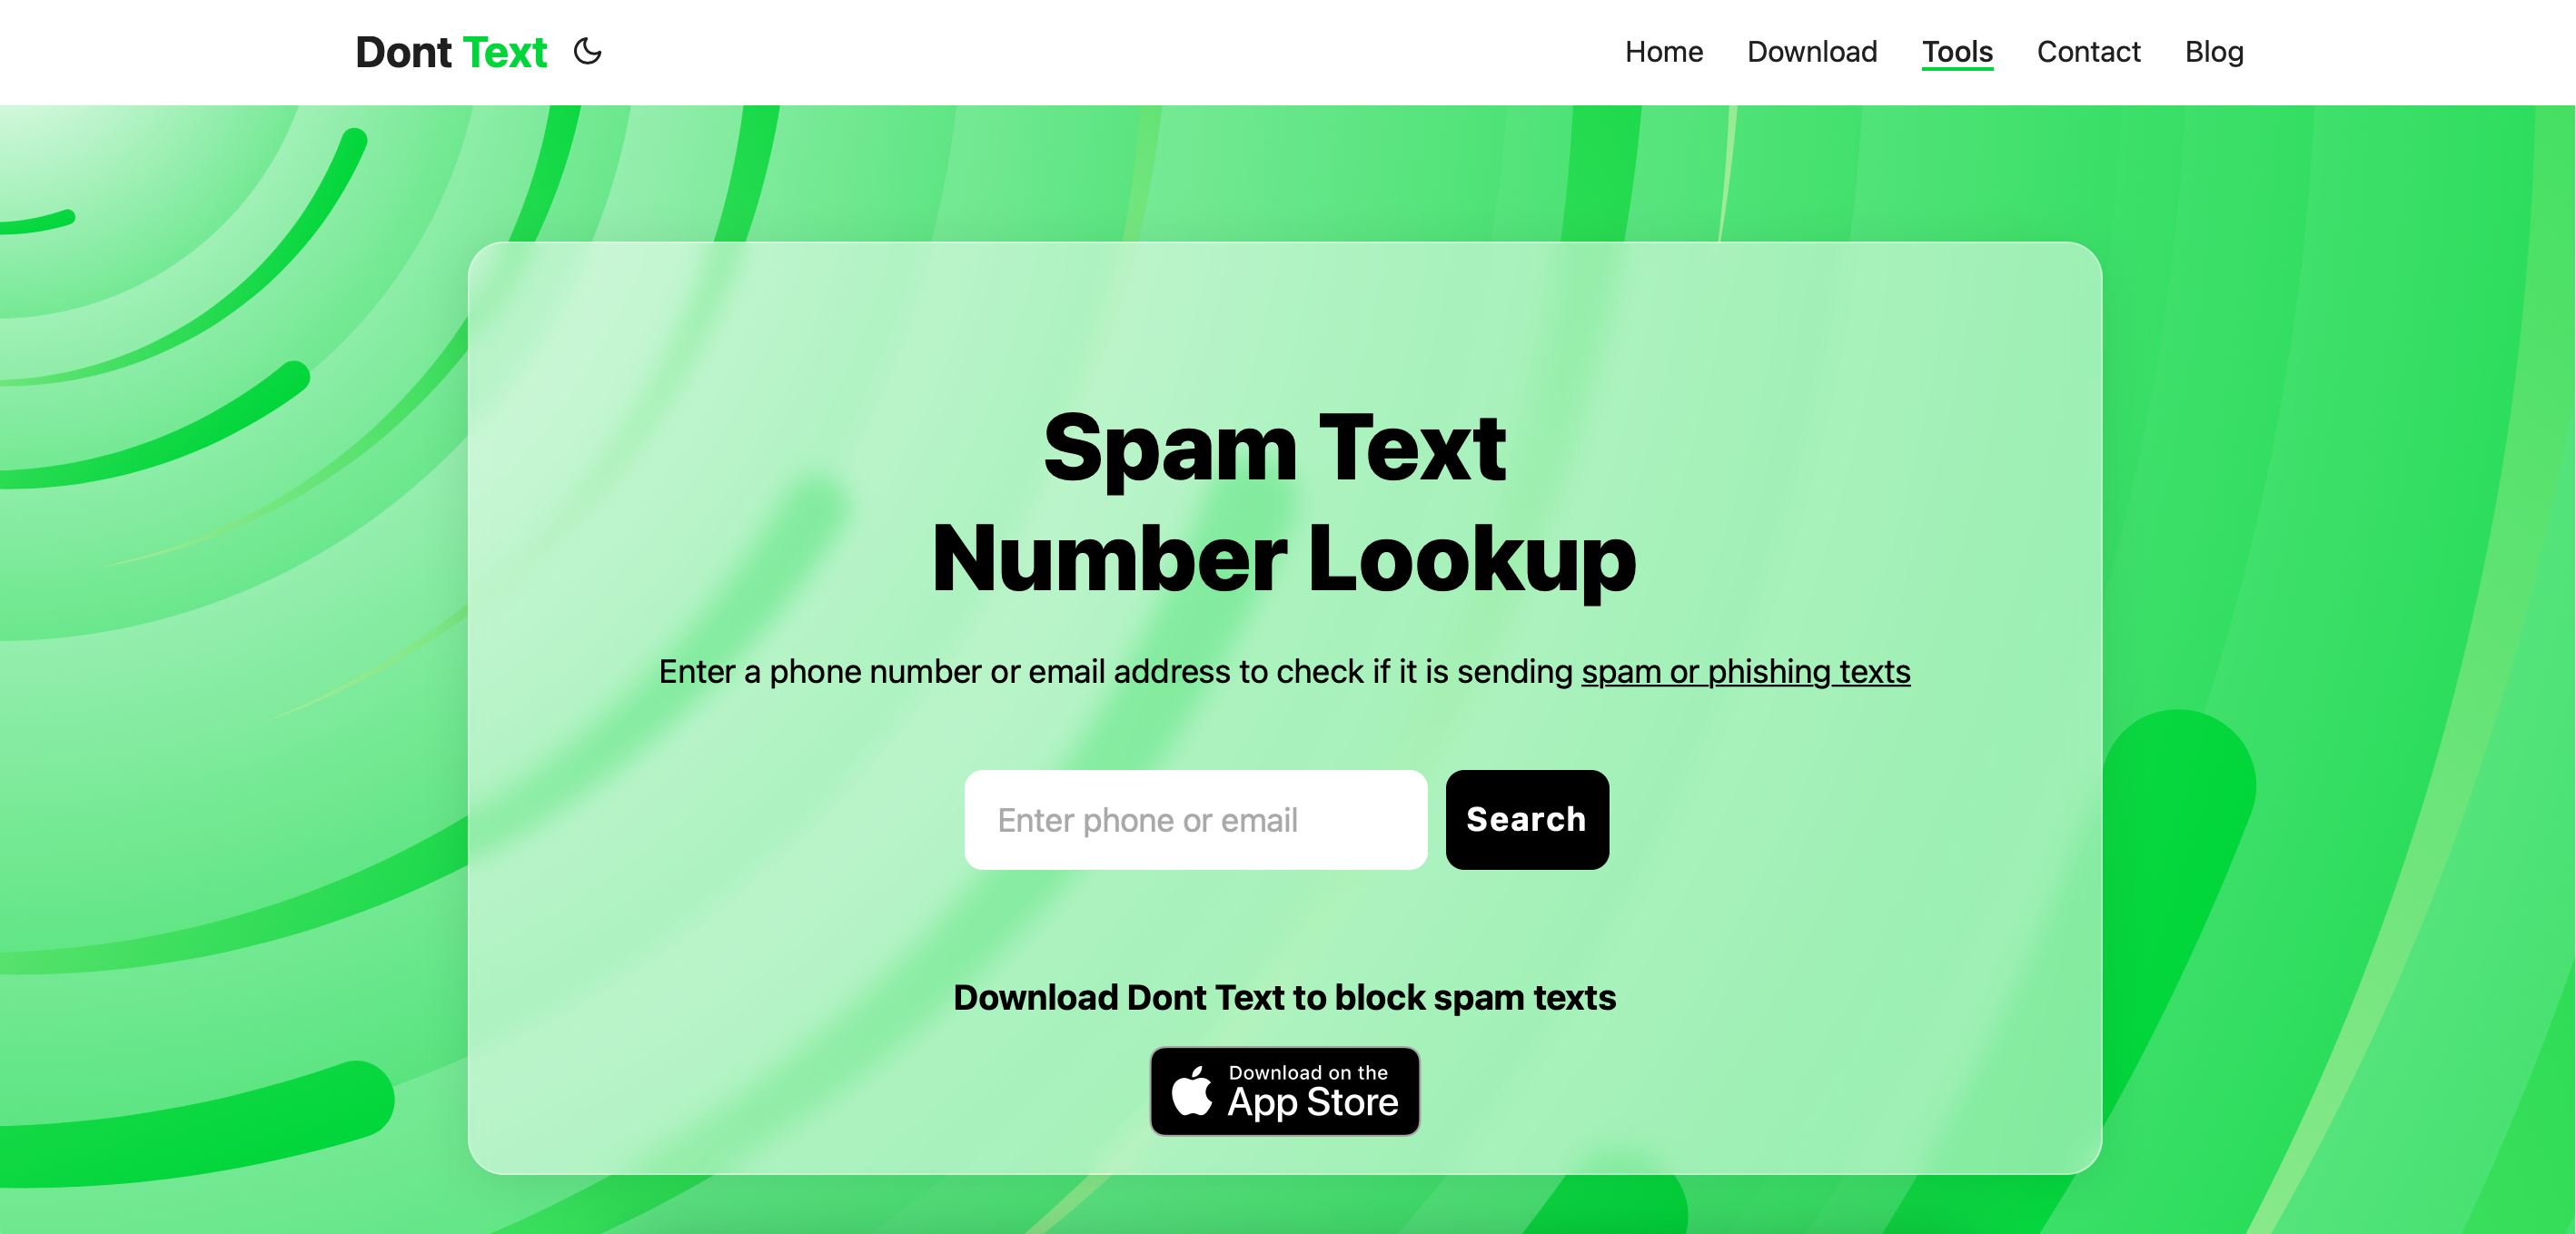 Dont Text
Home Download Tools Contact Blog
Spam Text
Number Lookup
Enter a phone number or email address to check if it is sending spam or phishing texts
Enter phone or email
Search
Download Dont Text to block spam texts
Download on the
App Store